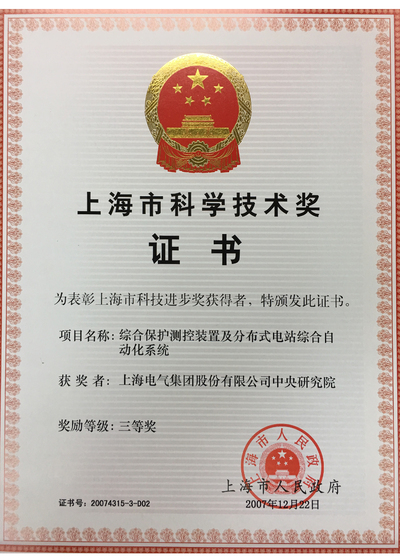 上海市科学技术奖
证书
为表彰上海市科技进步奖获得者，特颁发此证书。
项目名称：综合保护测控装置及分布式电站综合自
动化系统
获奖者：上海电气集团股份有限公司中央研究院
奖励等级：三等奖
上海市人民政府
上海市人民政府
证书号：20074315-3-D02
2007年12月22日